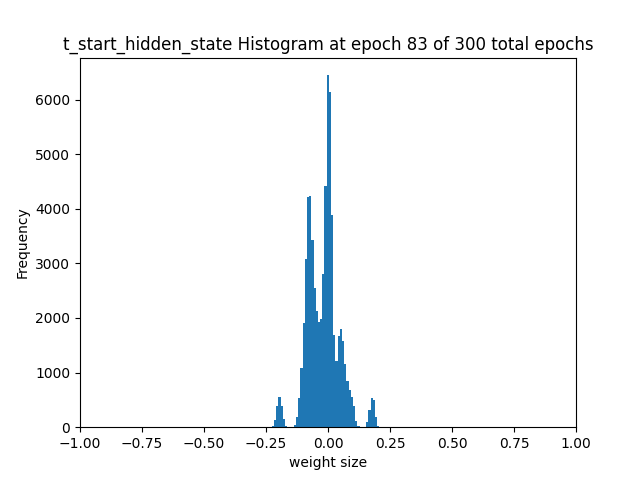 t_start_hidden_state Histogram at epoch 83 of 300 total epochs
Frequency
6000
5000
4000
3000
2000
1000
0
−1.00 −0.75 −0.50 −0.25 0.00 0.25 0.50 0.75 1.00
weight size